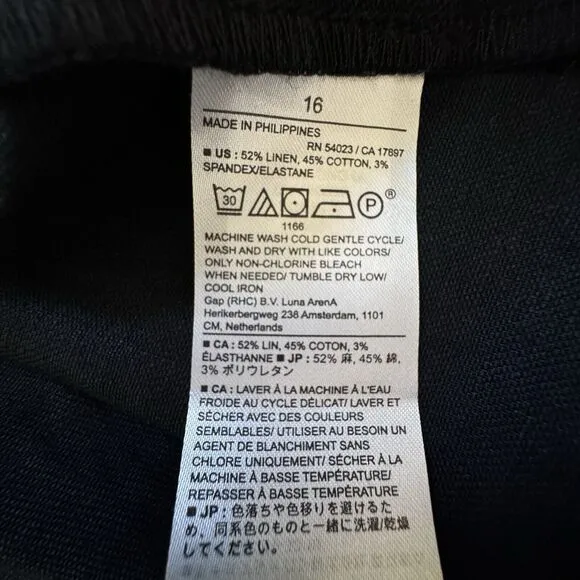 16
MADE IN PHILIPPINES
RN 54023 / CA 17897
■ US : 52% LINEN, 45% COTTON, 3%
SPANDEX/ELASTANE
30 P ®
1166
MACHINE WASH COLD GENTLE CYCLE/
WASH AND DRY WITH LIKE COLORS/
ONLY NON-CHLORINE BLEACH
WHEN NEEDED/ TUMBLE DRY LOW/
COOL IRON
Gap (RHC) B.V. Luna ArenA
Herikerbergweg 238 Amsterdam, 1101
CM, Netherlands
■ CA : 52% LIN, 45% COTON, 3%
ÉLASTHANNE ■ JP : 52% 麻, 45% 綿,
3% ポリウレタン
■ CA : LAVER À LA MACHINE À L'EAU
FROIDE AU CYCLE DÉLICAT/ LAVER ET
SÉCHER AVEC DES COULEURS
SEMBLABLES/ UTILISER AU BESOIN UN
AGENT DE BLANCHIMENT SANS
CHLORE UNIQUEMENT/ SÉCHER À LA
MACHINE À BASSE TEMPÉRATURE/
REPASSER À BASSE TEMPÉRATURE
■ JP : 色落ちや色移りを避けるた
め、同系色のものと一緒に洗濯/乾燥
してください。